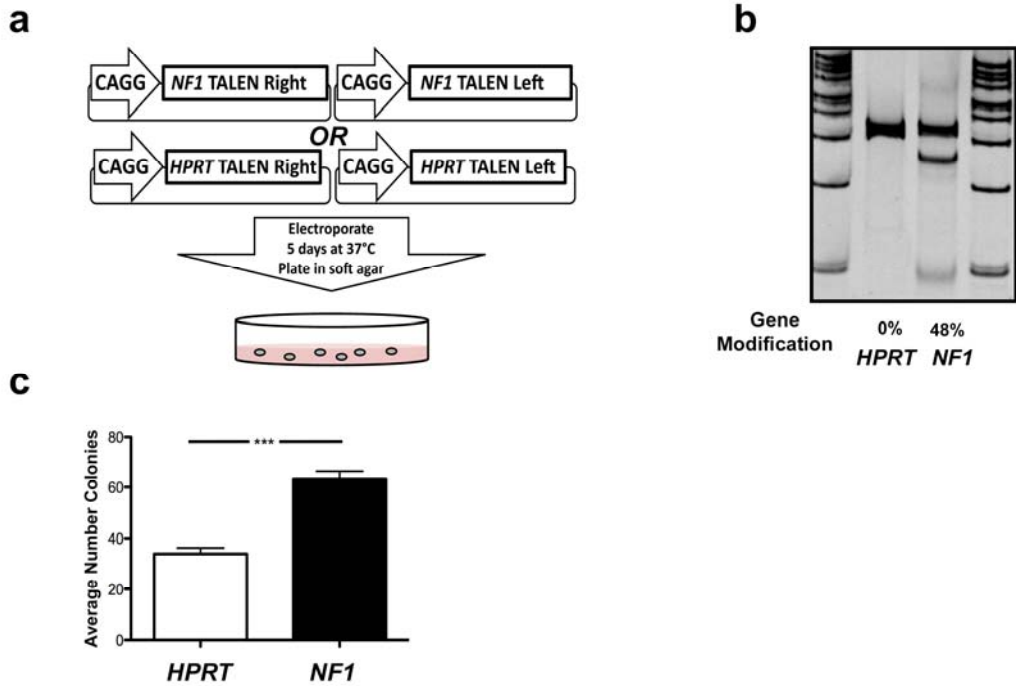 a
CAGG NF1 TALEN Right CAGG NF1 TALEN Left
OR
CAGG HPRT TALEN Right CAGG HPRT TALEN Left
Electroporate
5 days at 37°C
Plate in soft agar
b
Gene
Modification
0% 48%
HPRT NF1
c
Average Number Colonies
80
60
40
20
0
***
HPRT NF1